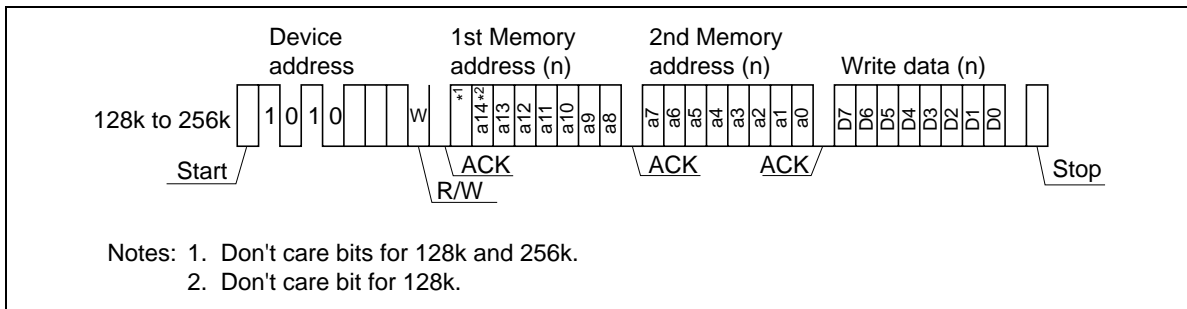 Device address
1st Memory address (n)
2nd Memory address (n)
Write data (n)
128k to 256k
1 0 1 0 W *1 a14*2 a13 a12 a11 a10 a9 a8 a7 a6 a5 a4 a3 a2 a1 a0 D7 D6 D5 D4 D3 D2 D1 D0
Start ACK ACK ACK Stop
R/W
Notes: 1. Don't care bits for 128k and 256k.
2. Don't care bit for 128k.